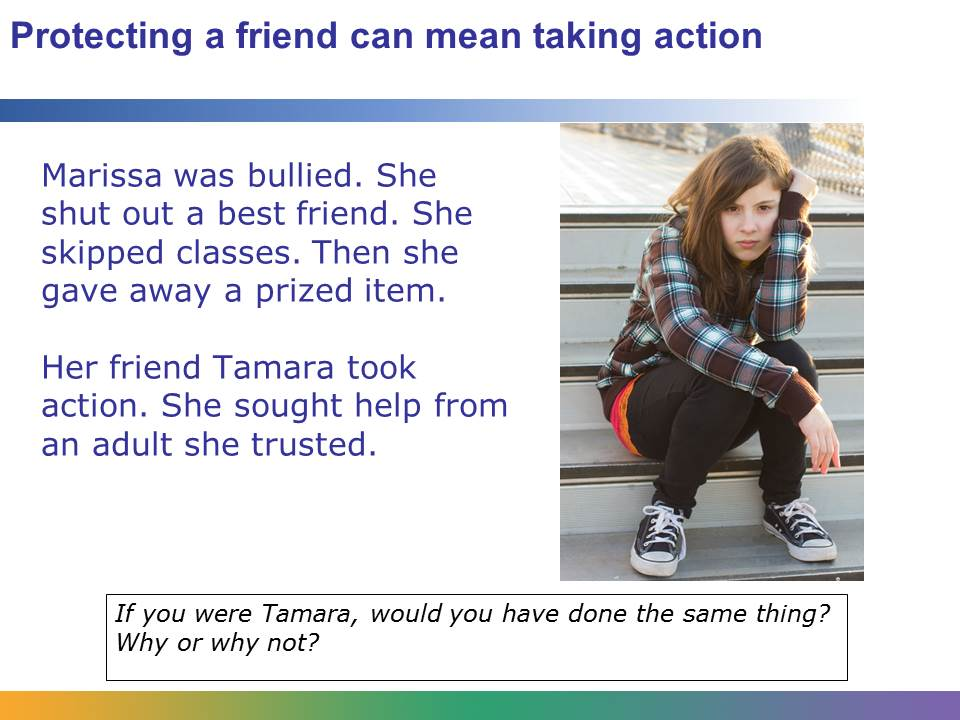 Protecting a friend can mean taking action
Marissa was bullied. She
shut out a best friend. She
skipped classes. Then she
gave away a prized item.
Her friend Tamara took
action. She sought help from
an adult she trusted.
If you were Tamara, would you have done the same thing?
Why or why not?